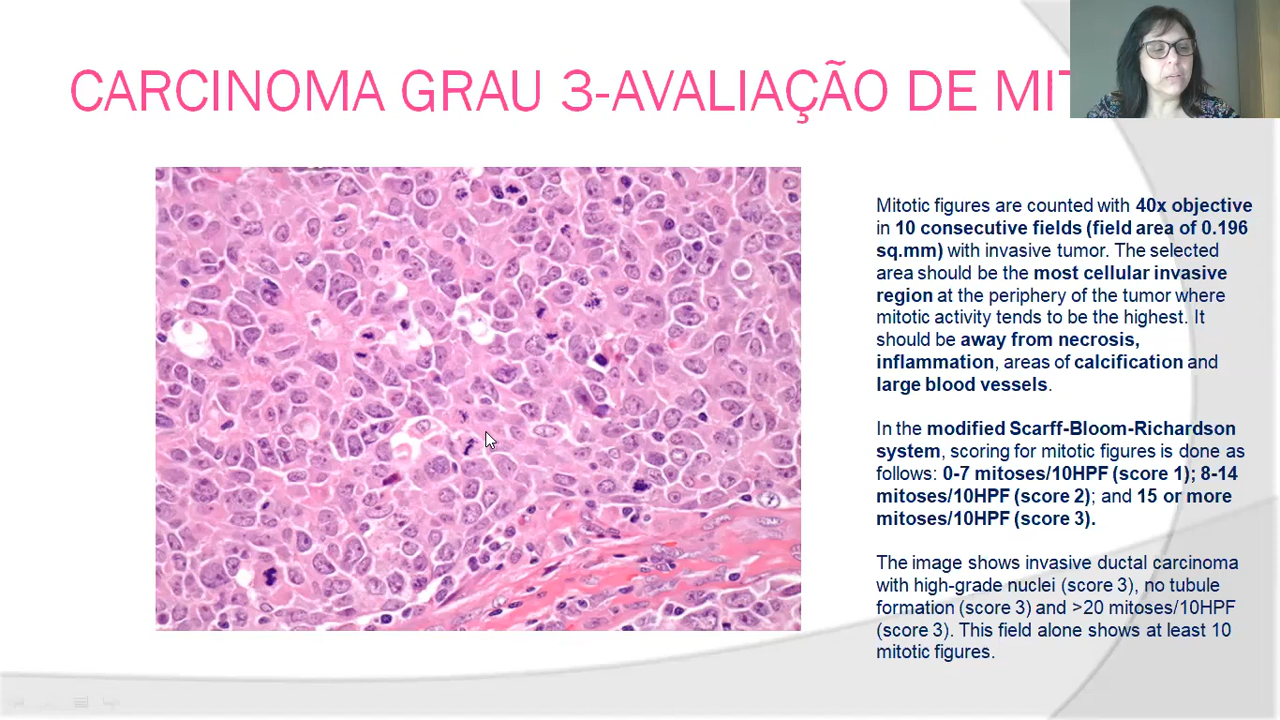 CARCINOMA GRAU 3-AVALIAÇÃO DE MIT
Mitotic figures are counted with 40x objective
in 10 consecutive fields (field area of 0.196
sq.mm) with invasive tumor. The selected
area should be the most cellular invasive
region at the periphery of the tumor where
mitotic activity tends to be the highest. It
should be away from necrosis,
inflammation, areas of calcification and
large blood vessels.
In the modified Scarff-Bloom-Richardson
system, scoring for mitotic figures is done as
follows: 0-7 mitoses/10HPF (score 1); 8-14
mitoses/10HPF (score 2); and 15 or more
mitoses/10HPF (score 3).
The image shows invasive ductal carcinoma
with high-grade nuclei (score 3), no tubule
formation (score 3) and >20 mitoses/10HPF
(score 3). This field alone shows at least 10
mitotic figures.